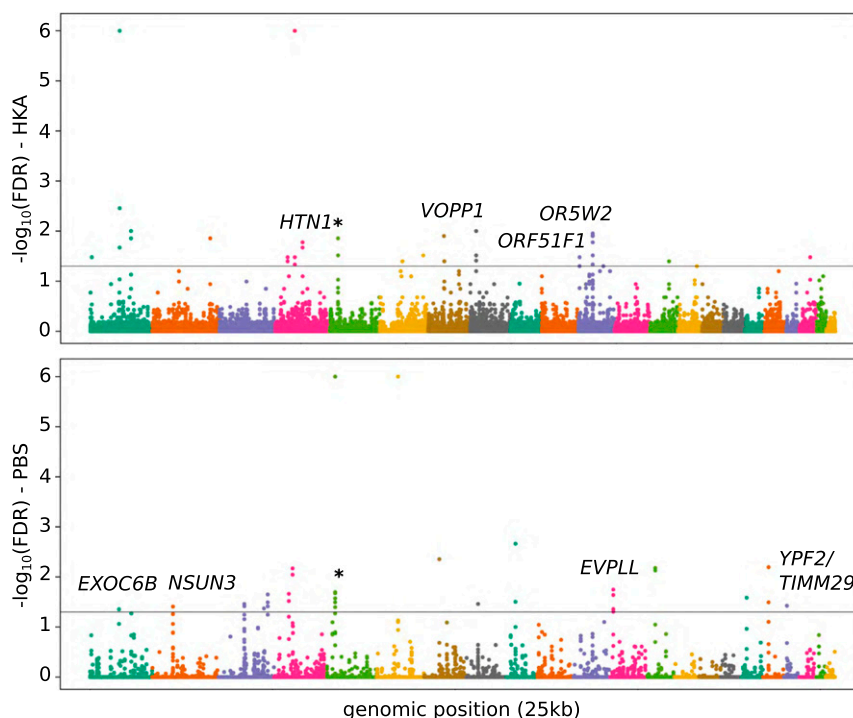 6
5
4
3
2
1
0
-log10(FDR) - HKA
HTN1*
VOPP1
OR5W2
ORF51F1
6
5
4
3
2
1
0
-log10(FDR) - PBS
EXOC6B
NSUN3
*
EVPLL
YPF2/
TIMM29
genomic position (25kb)